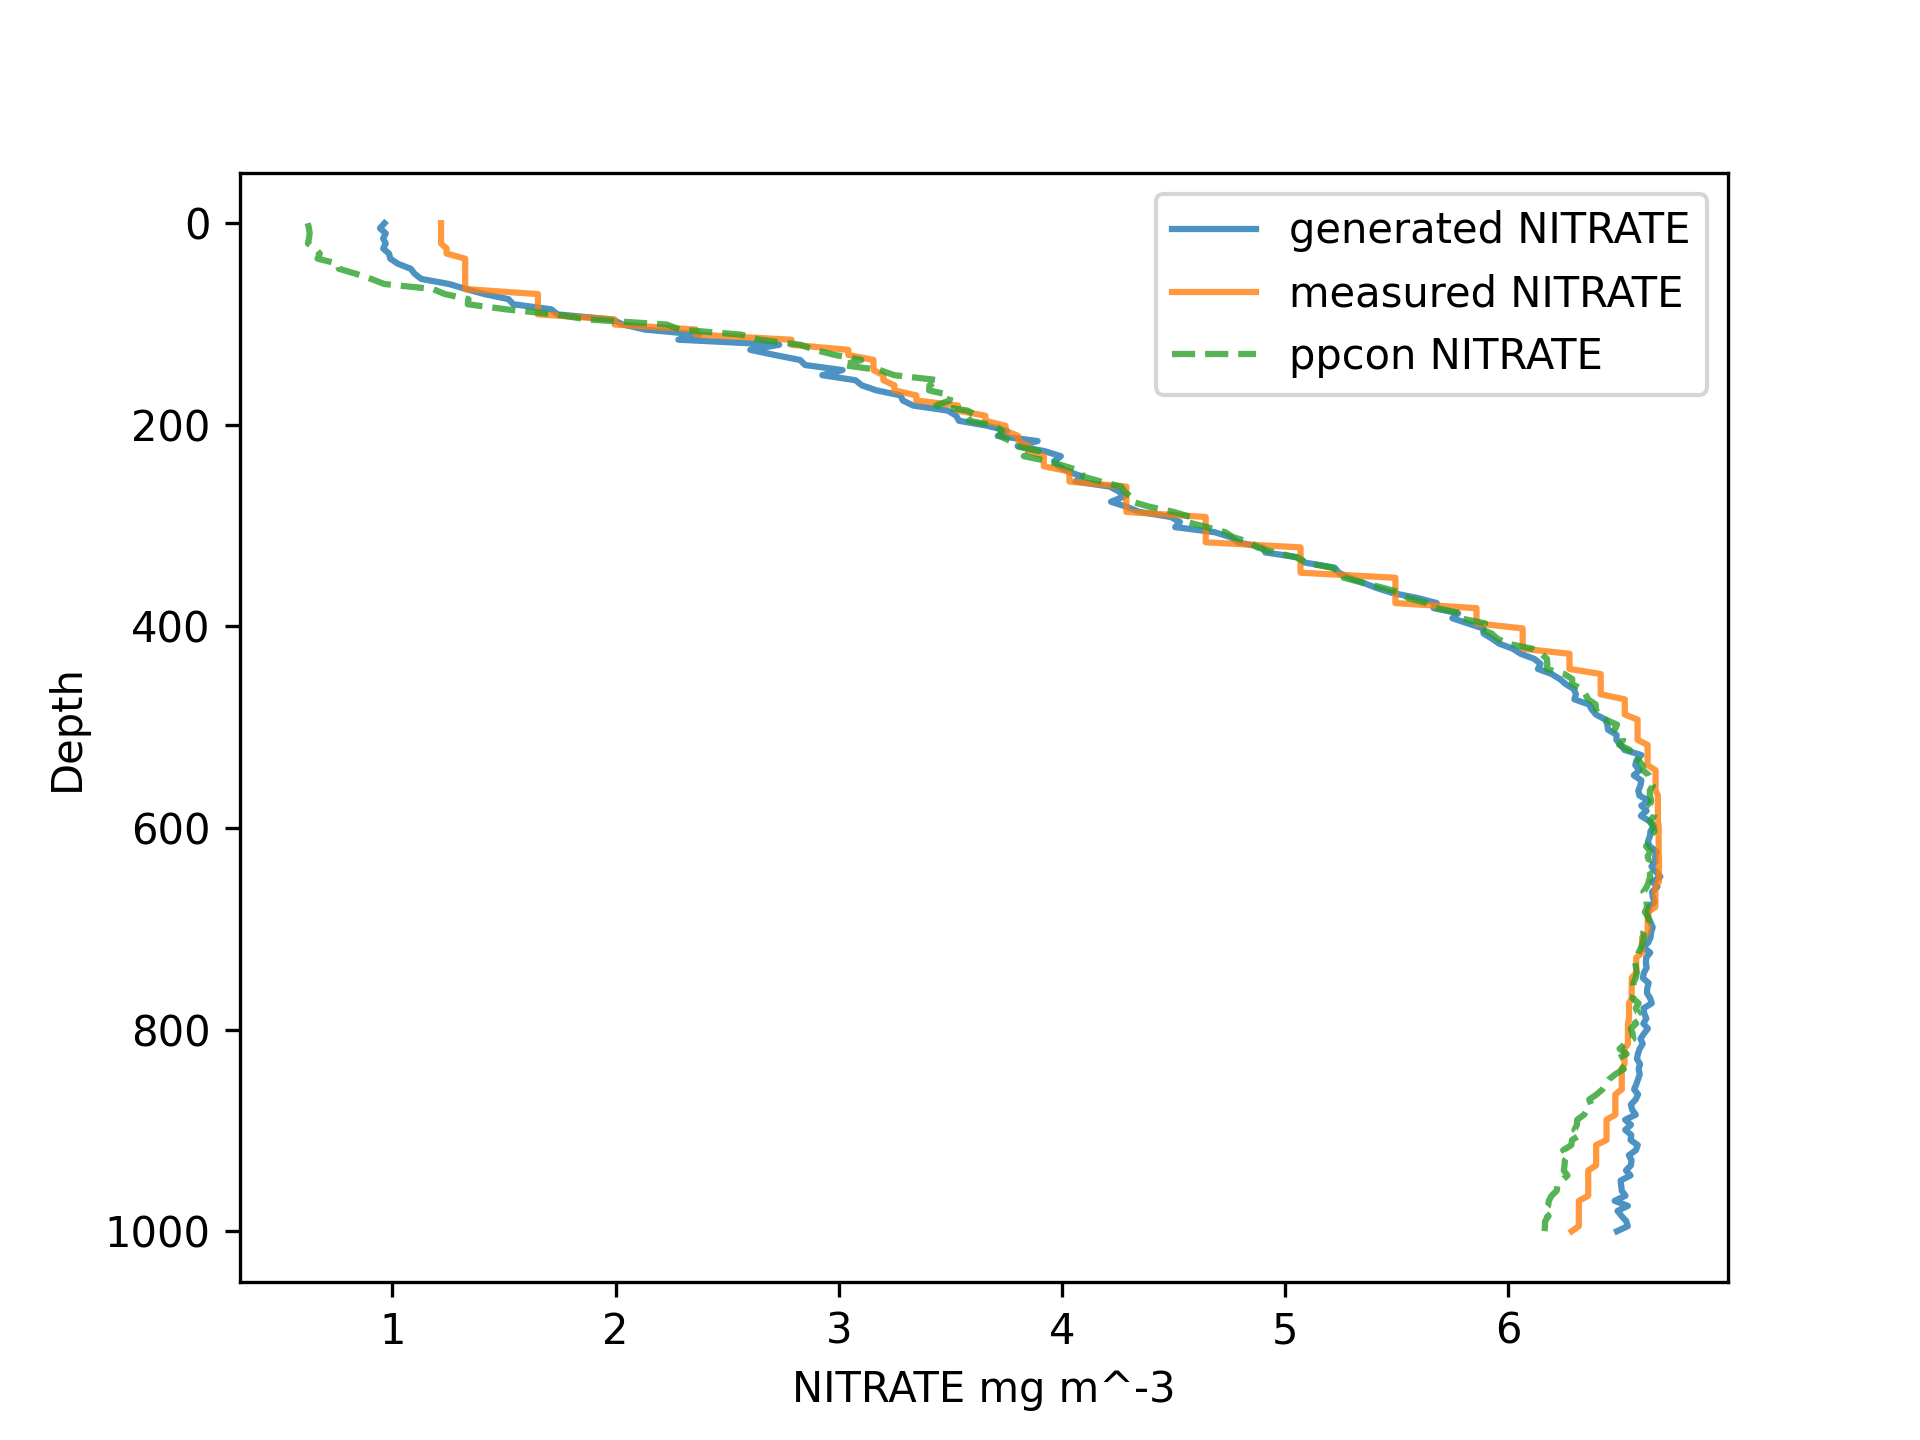 generated NITRATE
measured NITRATE
ppcon NITRATE
0
200
400
600
800
1000
Depth
1 2 3 4 5 6
NITRATE mg m^-3